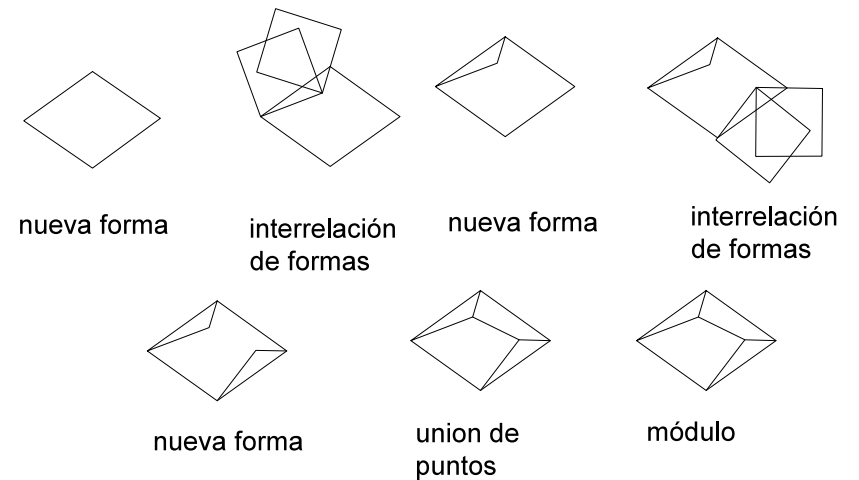 nueva forma
interrelación
de formas
nueva forma
interrelación
de formas
nueva forma
union de
puntos
módulo